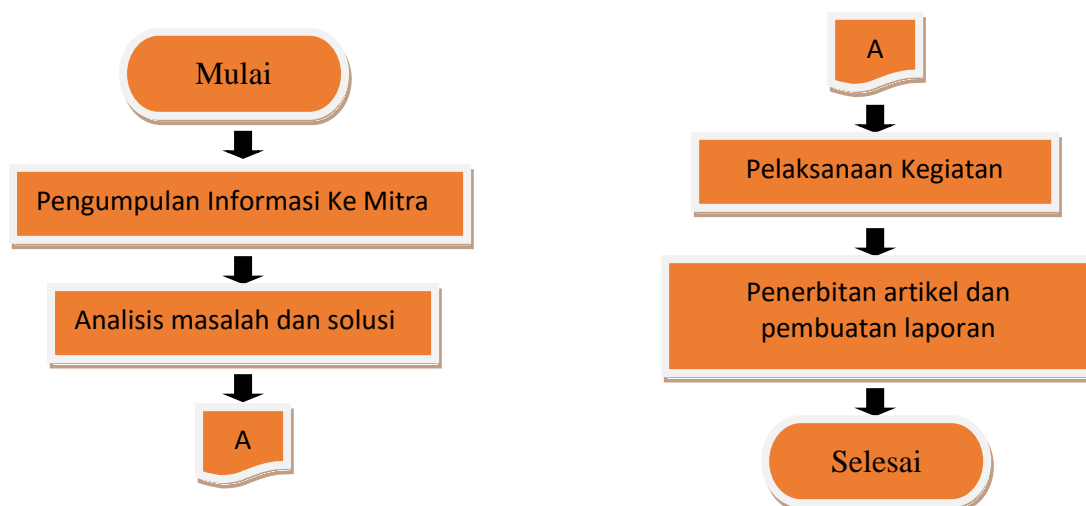 Mulai
Pengumpulan Informasi Ke Mitra
Analisis masalah dan solusi
A
A
Pelaksanaan Kegiatan
Penerbitan artikel dan
pembuatan laporan
Selesai